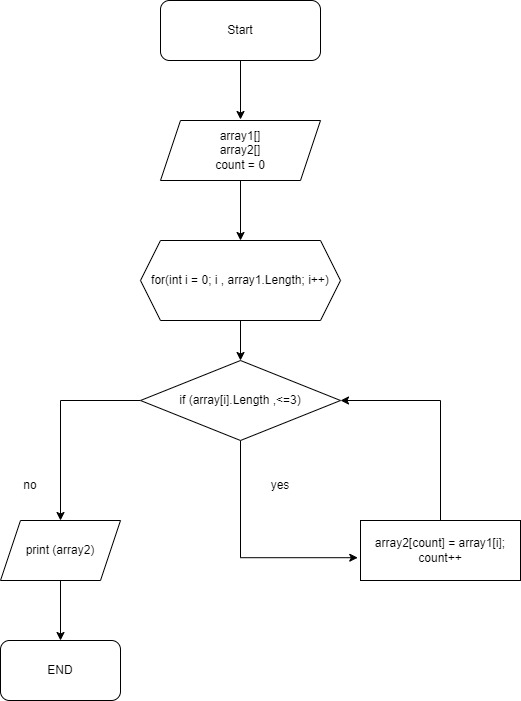 Start
array1[]
array2[]
count = 0
for(int i = 0; i , array1.Length; i++)
if (array[i].Length ,<=3)
no
yes
print (array2)
array2[count] = array1[i];
count++
END